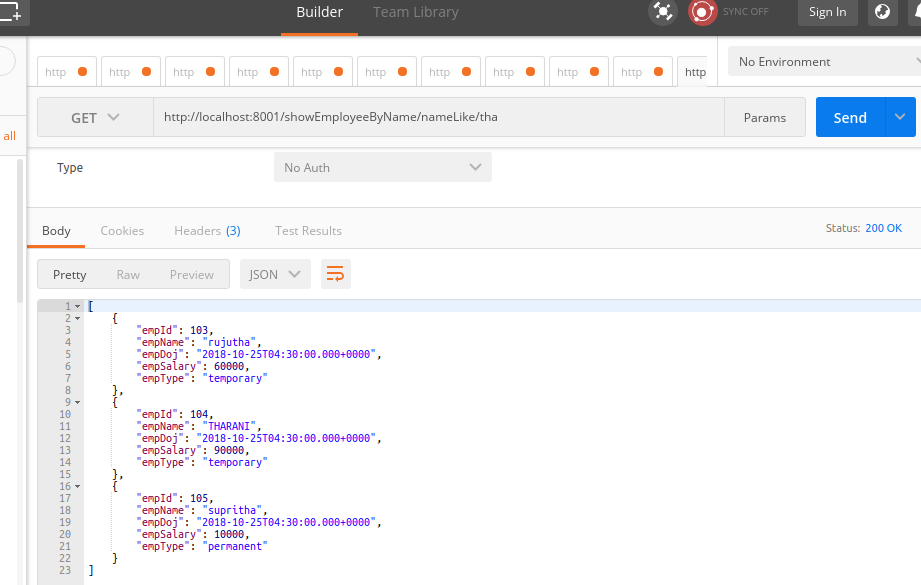 Builder Team Library SYNC OFF Sign In
http http http http http http http http http http http No Environment
all
GET http://localhost:8001/showEmployeeByName/nameLike/tha Params Send
Type No Auth
Body Cookies Headers (3) Test Results Status: 200 OK
Pretty Raw Preview JSON
1 [
2 {
3 "empId": 103,
4 "empName": "rujutha",
5 "empDoj": "2018-10-25T04:30:00.000+0000",
6 "empSalary": 60000,
7 "empType": "temporary"
8 },
9 {
10 "empId": 104,
11 "empName": "THARANI",
12 "empDoj": "2018-10-25T04:30:00.000+0000",
13 "empSalary": 90000,
14 "empType": "temporary"
15 },
16 {
17 "empId": 105,
18 "empName": "supritha",
19 "empDoj": "2018-10-25T04:30:00.000+0000",
20 "empSalary": 10000,
21 "empType": "permanent"
22 }
23 ]